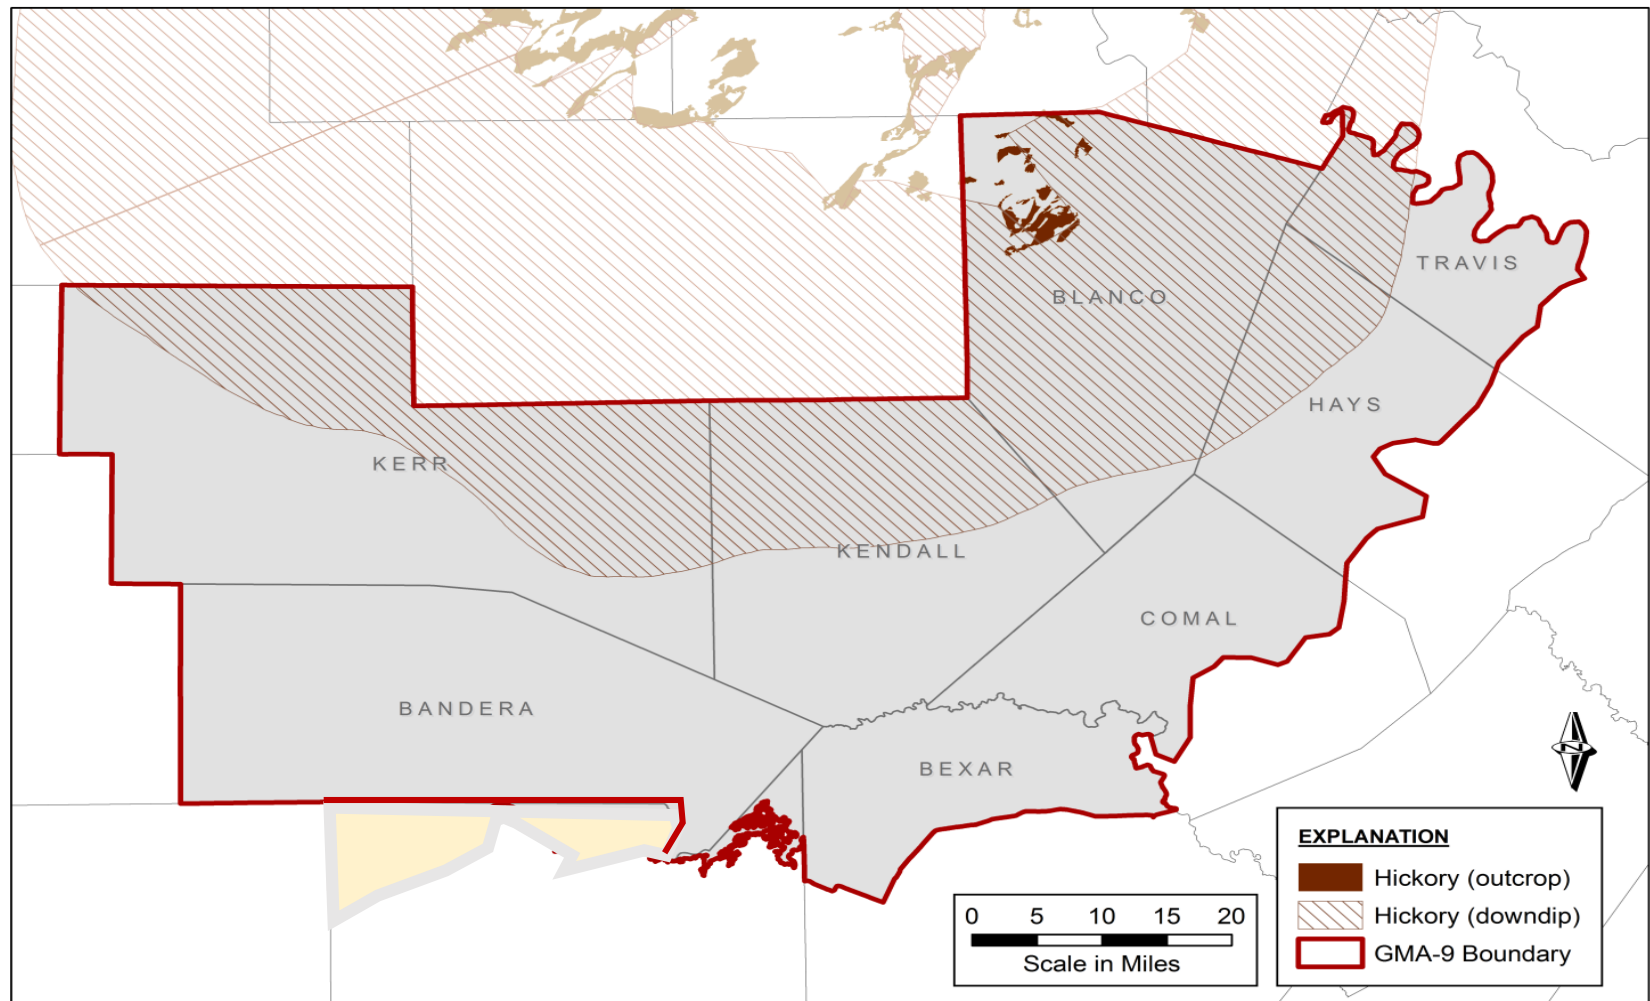 TRAVIS
BLANCO
HAYS
KERR
KENDALL
COMAL
BANDERA
BEXAR
N
EXPLANATION
Hickory (outcrop)
Hickory (downdip)
GMA-9 Boundary
0 5 10 15 20
Scale in Miles